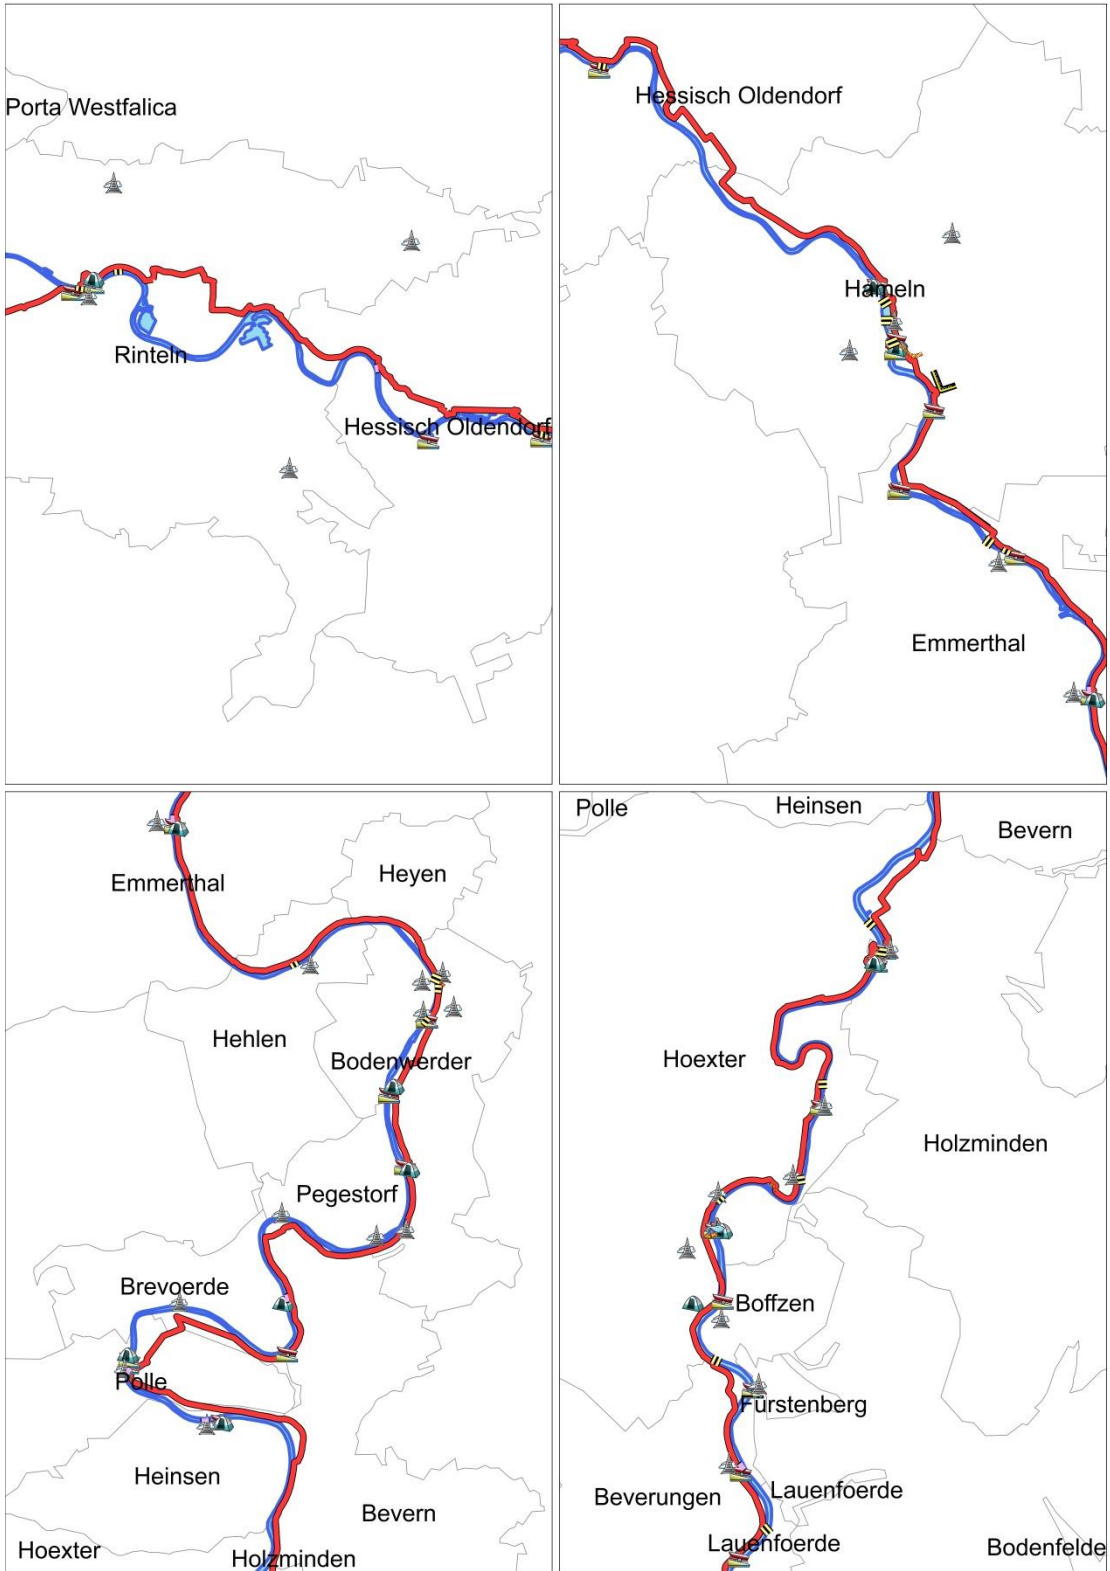 Porta Westfalica
Rinteln
Hessisch Oldendorf
Hessisch Oldendorf
Hameln
Emmerthal
Emmerthal
Heyen
Hehlen
Bodenwerder
Pegestorf
Brevoerde
Polle
Heinsen
Bevern
Hoexter
Holzminden
Polle
Heinsen
Bevern
Hoexter
Holzminden
Boffzen
Fürstenberg
Beverungen
Lauenfoerde
Lauenfoerde
Bodenfelde